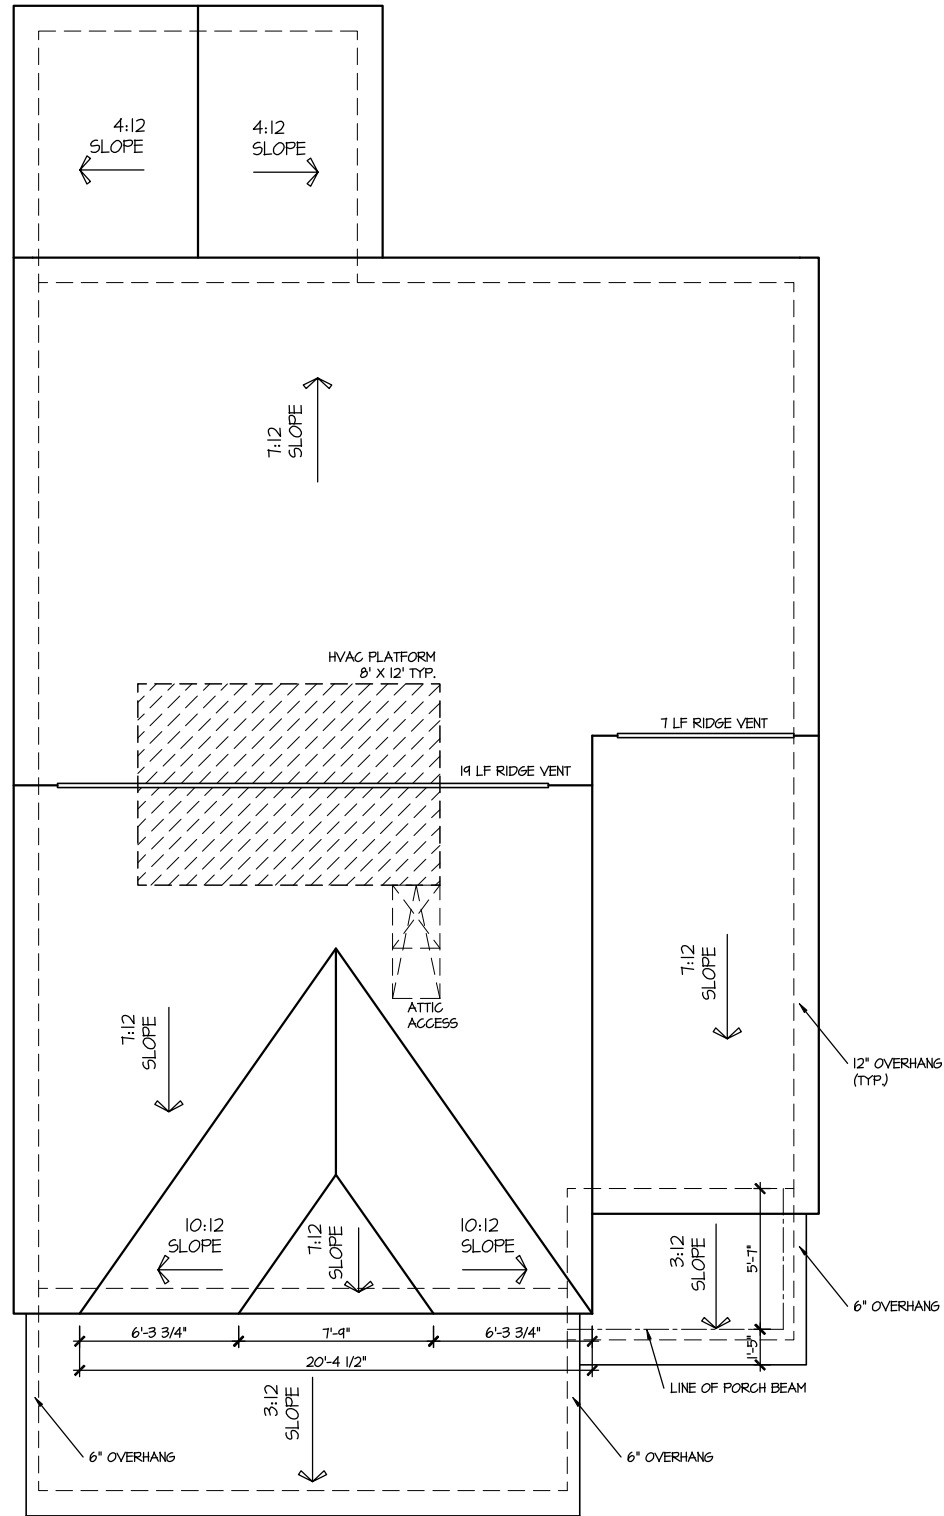 4:12
SLOPE
4:12
SLOPE
7:12
SLOPE
HVAC PLATFORM
8' X 12' TYP.
7 LF RIDGE VENT
19 LF RIDGE VENT
7:12
SLOPE
ATTIC
ACCESS
7:12
SLOPE
12" OVERHANG
(TYP.)
10:12
SLOPE
7:12
SLOPE
10:12
SLOPE
3:12
SLOPE
5'-7"
6" OVERHANG
6'-3 3/4"
7'-9"
6'-3 3/4"
1'-5"
20'-4 1/2"
LINE OF PORCH BEAM
3:12
SLOPE
6" OVERHANG
6" OVERHANG